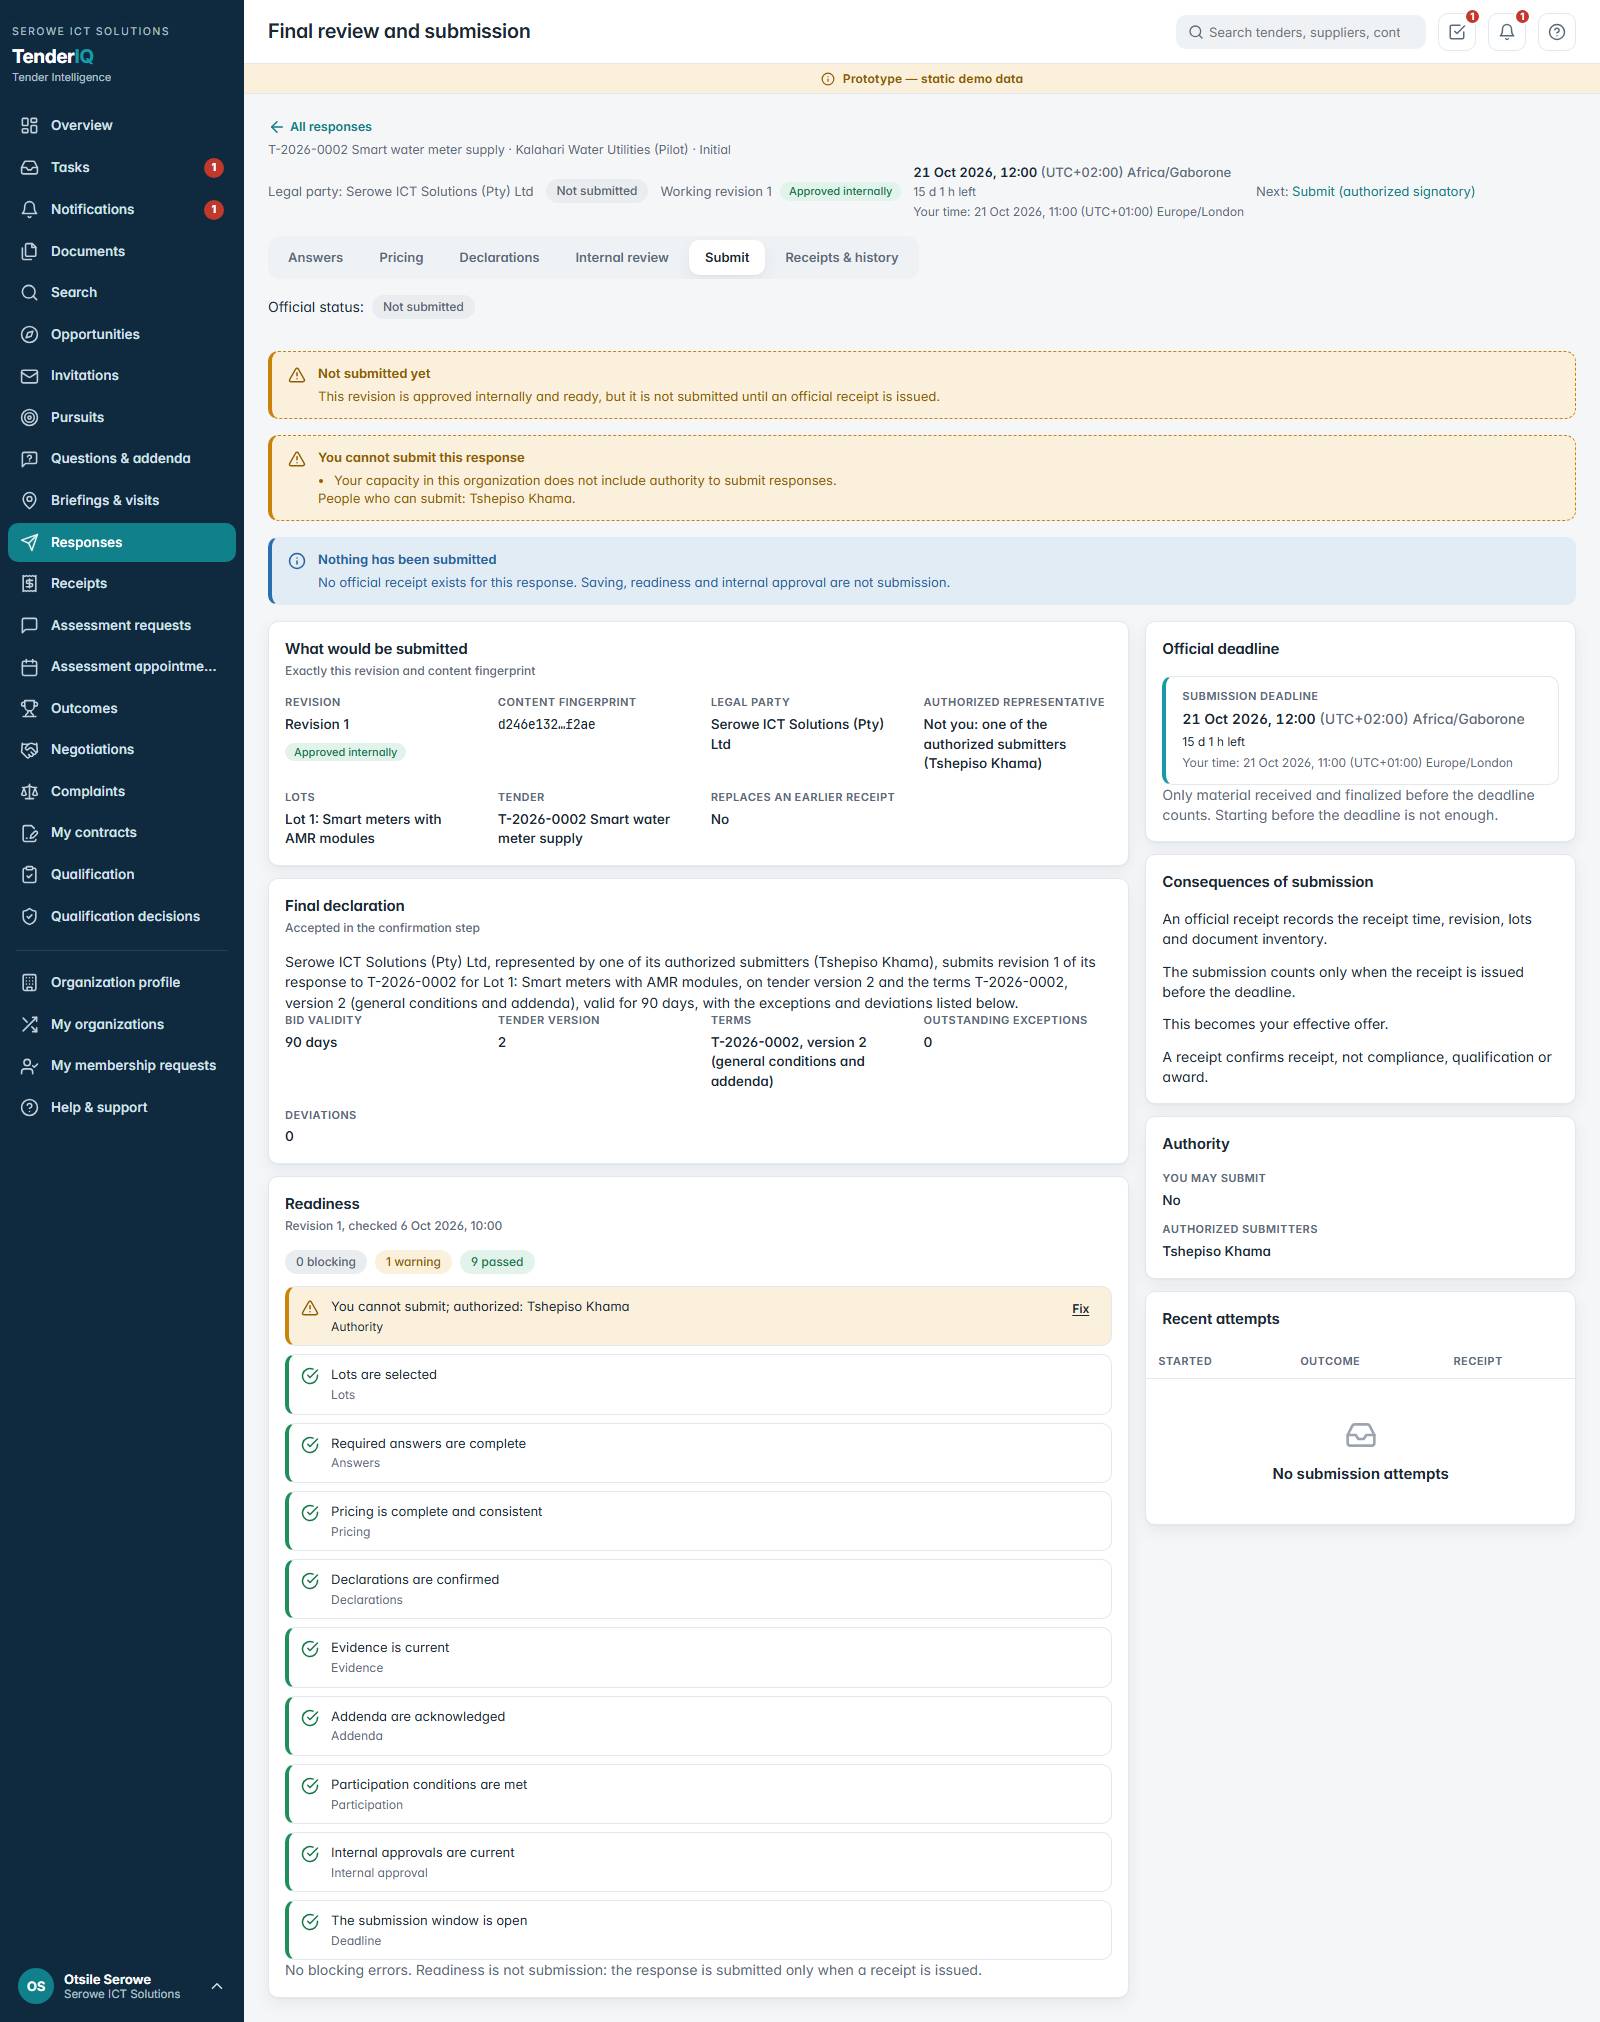 SEROWE ICT SOLUTIONS
TenderIQ
Tender Intelligence
Overview
Tasks 1
Notifications 1
Documents
Search
Opportunities
Invitations
Pursuits
Questions & addenda
Briefings & visits
Responses
Receipts
Assessment requests
Assessment appointme...
Outcomes
Negotiations
Complaints
My contracts
Qualification
Qualification decisions
Organization profile
My organizations
My membership requests
Help & support
OS
Otsile Serowe
Serowe ICT Solutions
Final review and submission
Search tenders, suppliers, cont
1
1
Prototype — static demo data
All responses
T-2026-0002 Smart water meter supply · Kalahari Water Utilities (Pilot) · Initial
Legal party: Serowe ICT Solutions (Pty) Ltd Not submitted Working revision 1 Approved internally
21 Oct 2026, 12:00 (UTC+02:00) Africa/Gaborone
15 d 1 h left
Your time: 21 Oct 2026, 11:00 (UTC+01:00) Europe/London
Next: Submit (authorized signatory)
Answers Pricing Declarations Internal review Submit Receipts & history
Official status: Not submitted
Not submitted yet
This revision is approved internally and ready, but it is not submitted until an official receipt is issued.
You cannot submit this response
• Your capacity in this organization does not include authority to submit responses.
People who can submit: Tshepiso Khama.
Nothing has been submitted
No official receipt exists for this response. Saving, readiness and internal approval are not submission.
What would be submitted
Exactly this revision and content fingerprint
REVISION
Revision 1
Approved internally
CONTENT FINGERPRINT
d246e132…f2ae
LEGAL PARTY
Serowe ICT Solutions (Pty)
Ltd
AUTHORIZED REPRESENTATIVE
Not you: one of the
authorized submitters
(Tshepiso Khama)
LOTS
Lot 1: Smart meters with
AMR modules
TENDER
T-2026-0002 Smart water
meter supply
REPLACES AN EARLIER RECEIPT
No
Final declaration
Accepted in the confirmation step
Serowe ICT Solutions (Pty) Ltd, represented by one of its authorized submitters (Tshepiso Khama), submits revision 1 of its
response to T-2026-0002 for Lot 1: Smart meters with AMR modules, on tender version 2 and the terms T-2026-0002,
version 2 (general conditions and addenda), valid for 90 days, with the exceptions and deviations listed below.
BID VALIDITY
90 days
TENDER VERSION
2
TERMS
T-2026-0002, version 2
(general conditions and
addenda)
OUTSTANDING EXCEPTIONS
0
DEVIATIONS
0
Readiness
Revision 1, checked 6 Oct 2026, 10:00
0 blocking 1 warning 9 passed
You cannot submit; authorized: Tshepiso Khama
Authority
Fix
Lots are selected
Lots
Required answers are complete
Answers
Pricing is complete and consistent
Pricing
Declarations are confirmed
Declarations
Evidence is current
Evidence
Addenda are acknowledged
Addenda
Participation conditions are met
Participation
Internal approvals are current
Internal approval
The submission window is open
Deadline
No blocking errors. Readiness is not submission: the response is submitted only when a receipt is issued.
Official deadline
SUBMISSION DEADLINE
21 Oct 2026, 12:00 (UTC+02:00) Africa/Gaborone
15 d 1 h left
Your time: 21 Oct 2026, 11:00 (UTC+01:00) Europe/London
Only material received and finalized before the deadline
counts. Starting before the deadline is not enough.
Consequences of submission
An official receipt records the receipt time, revision, lots
and document inventory.
The submission counts only when the receipt is issued
before the deadline.
This becomes your effective offer.
A receipt confirms receipt, not compliance, qualification or
award.
Authority
YOU MAY SUBMIT
No
AUTHORIZED SUBMITTERS
Tshepiso Khama
Recent attempts
STARTED OUTCOME RECEIPT
No submission attempts